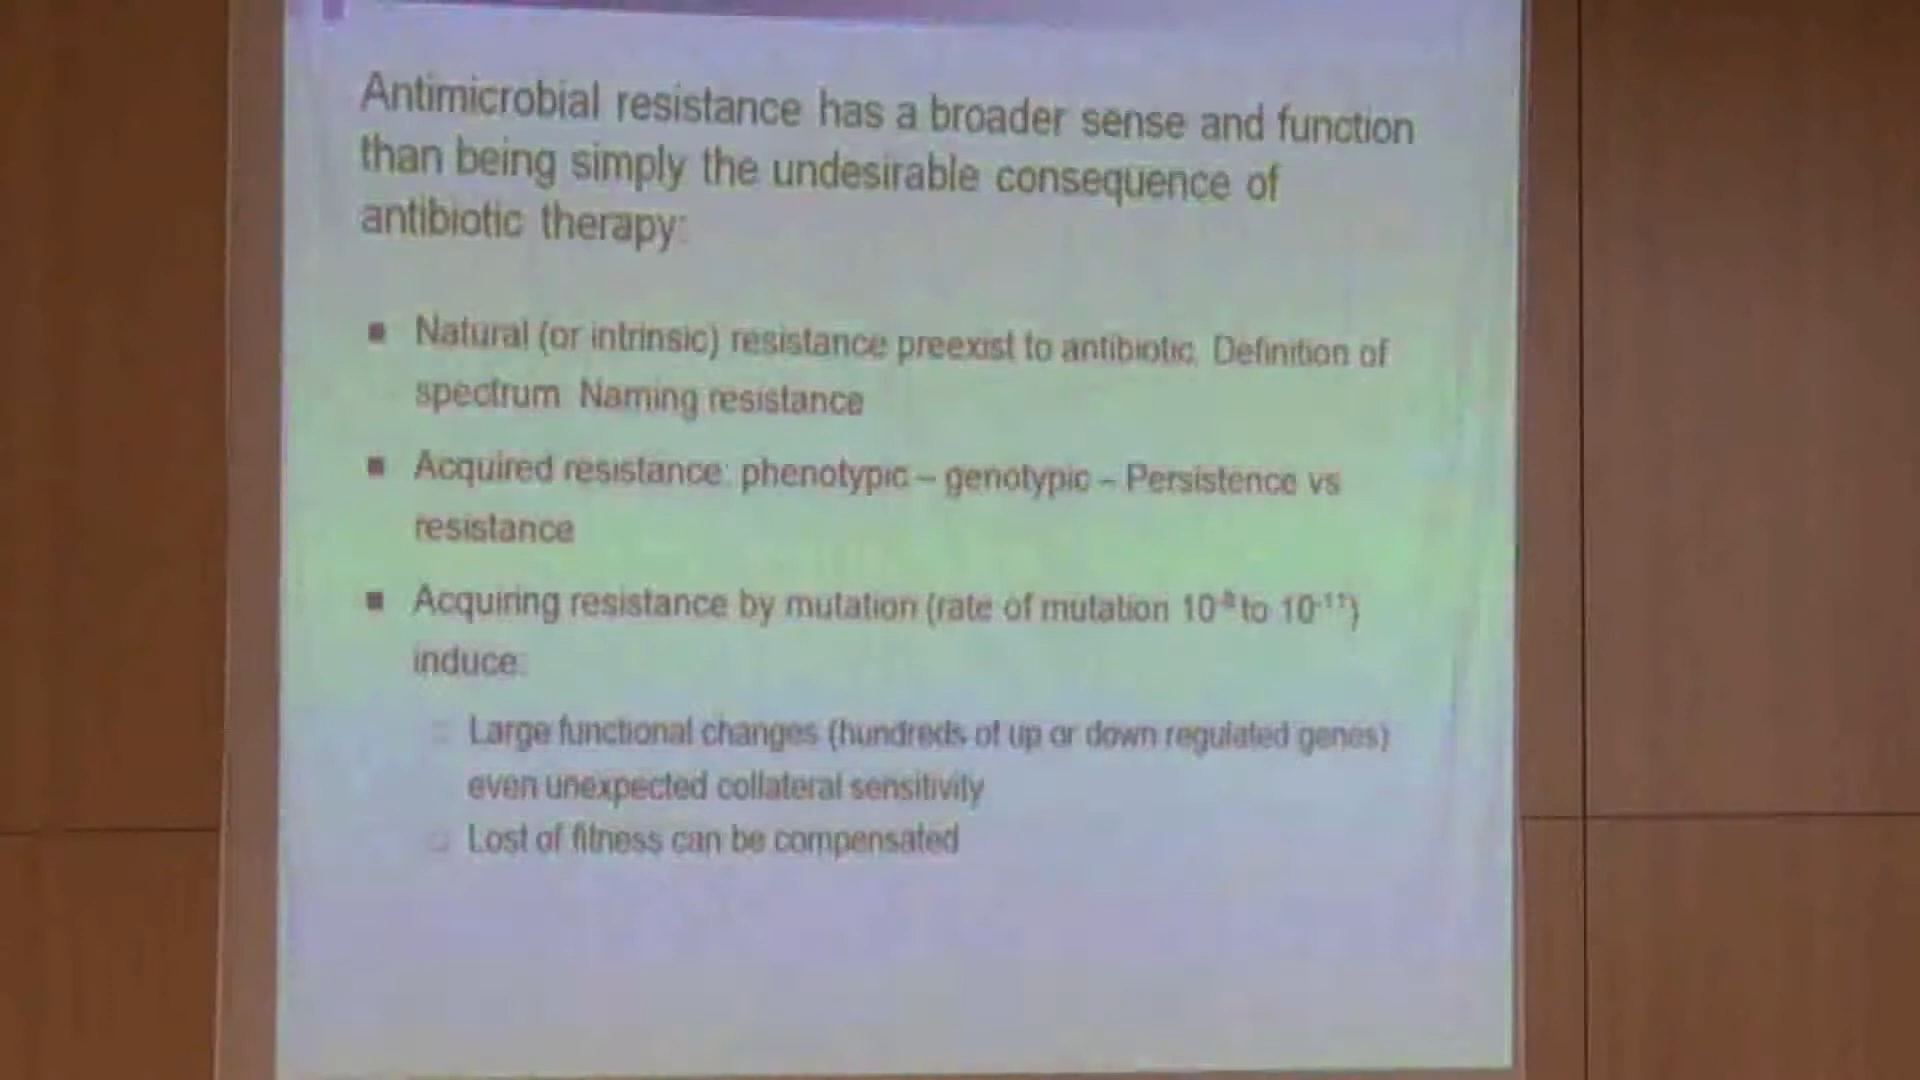 Antimicrobial resistance has a broader sense and function
than being simply the undesirable consequence of
antibiotic therapy:
Natural (or intrinsic) resistance preexist to antibiotic. Definition of
spectrum. Naming resistance
Acquired resistance: phenotypic – genotypic – Persistence vs
resistance
Acquiring resistance by mutation (rate of mutation to 10⁻¹¹)
induce:
Large functional changes (hundreds of up or down regulated genes)
even unexpected collateral sensitivity
Lost of fitness can be compensated